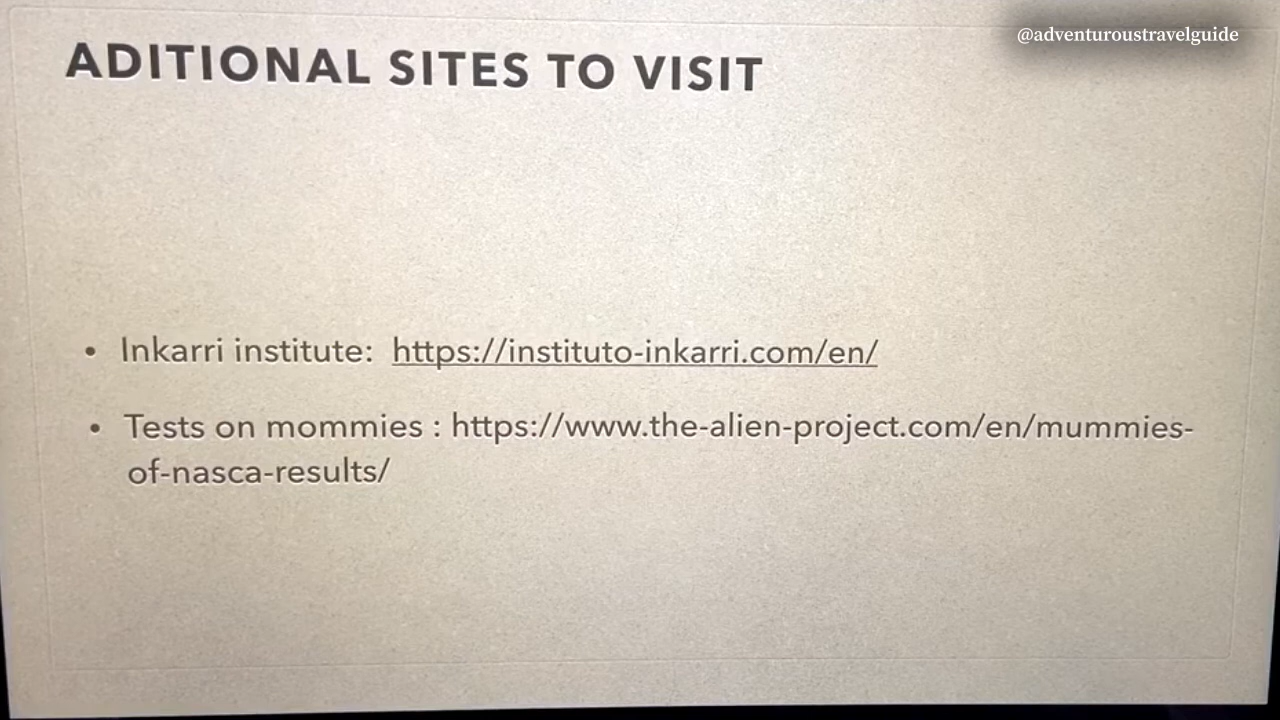 @adventuroustravelguide
ADITIONAL SITES TO VISIT
• Inkarri institute: https://instituto-inkarri.com/en/
• Tests on mommies : https://www.the-alien-project.com/en/mummies-
of-nasca-results/